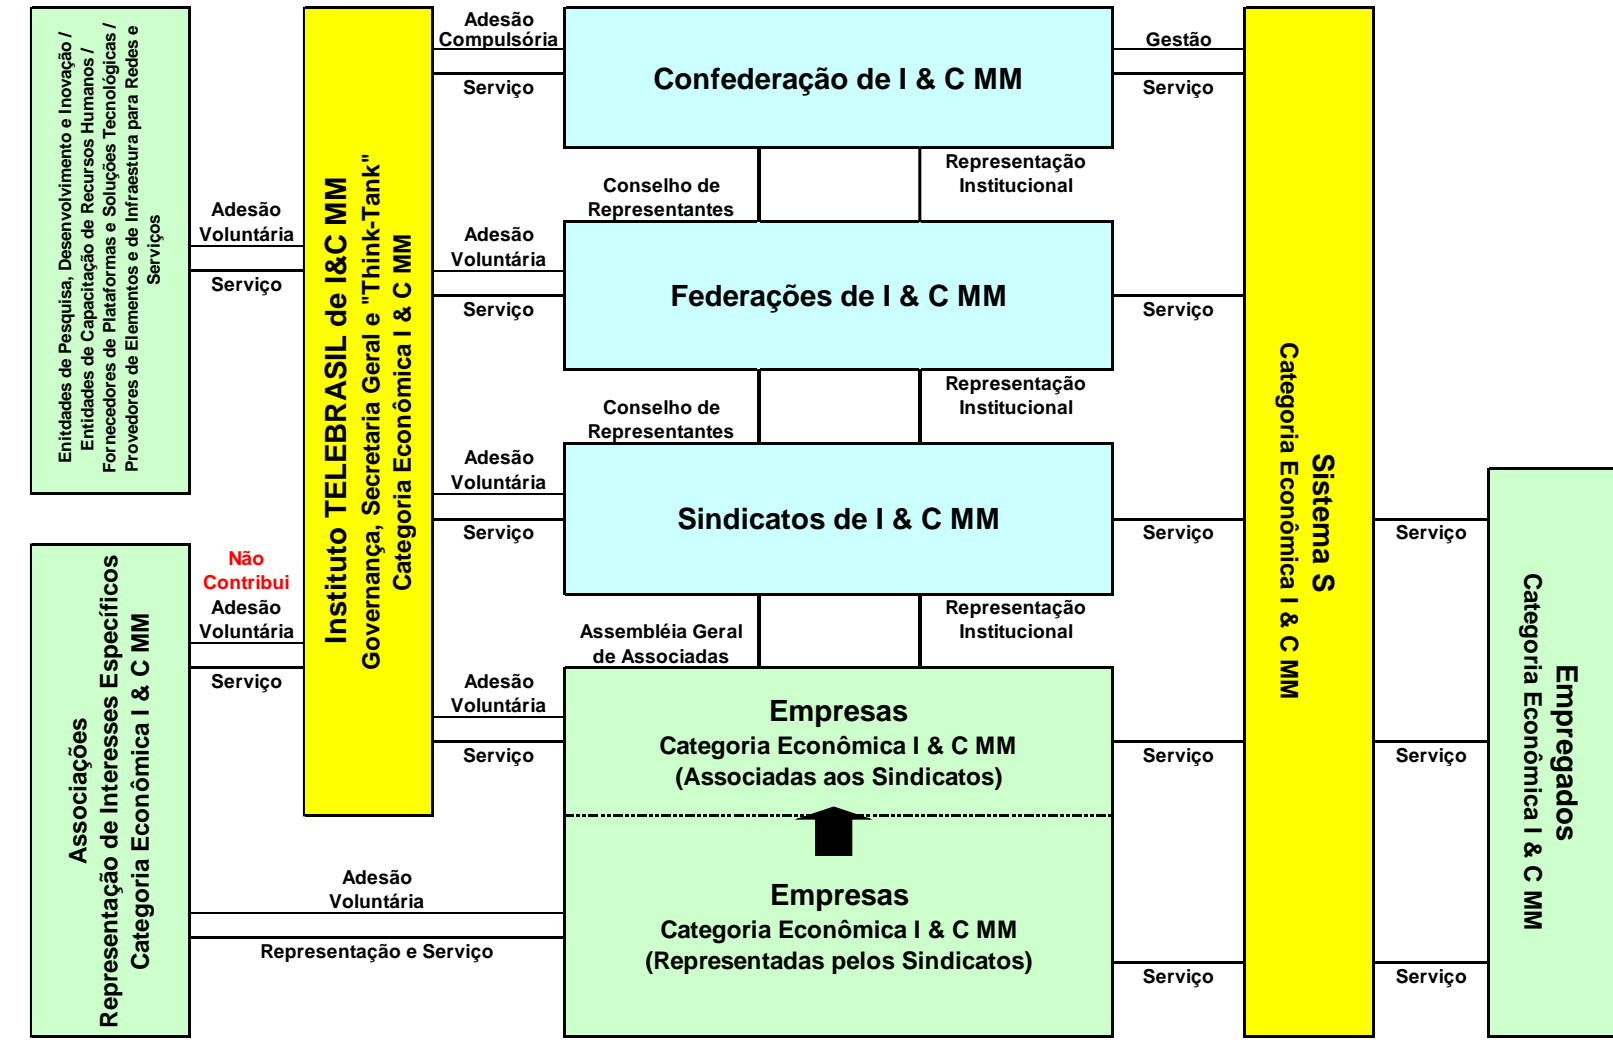 Enitdades de Pesquisa, Desenvolvimento e Inovação /
Entidades de Capacitação de Recursos Humanos /
Fornecedores de Plataformas e Soluções Tecnológicas /
Provedores de Elementos e de Infraestura para Redes e
Serviços
Adesão
Voluntária
Serviço
Associações
Representação de Interesses Específicos
Categoria Econômica I & C MM
Não
Contribui
Adesão
Voluntária
Serviço
Instituto TELEBRASIL de I&C MM
Governança, Secretaria Geral e "Think-Tank"
Categoria Econômica I & C MM
Adesão
Compulsória
Serviço
Confederação de I & C MM
Gestão
Serviço
Conselho de
Representantes
Representação
Institucional
Adesão
Voluntária
Serviço
Federações de I & C MM
Serviço
Conselho de
Representantes
Representação
Institucional
Adesão
Voluntária
Serviço
Sindicatos de I & C MM
Serviço
Assembléia Geral
de Associadas
Representação
Institucional
Adesão
Voluntária
Serviço
Empresas
Categoria Econômica I & C MM
(Associadas aos Sindicatos)
Serviço
Adesão
Voluntária
Representação e Serviço
Empresas
Categoria Econômica I & C MM
(Representadas pelos Sindicatos)
Serviço
Sistema S
Categoria Econômica I & C MM
Serviço
Serviço
Serviço
Empregados
Categoria Econômica I & C MM